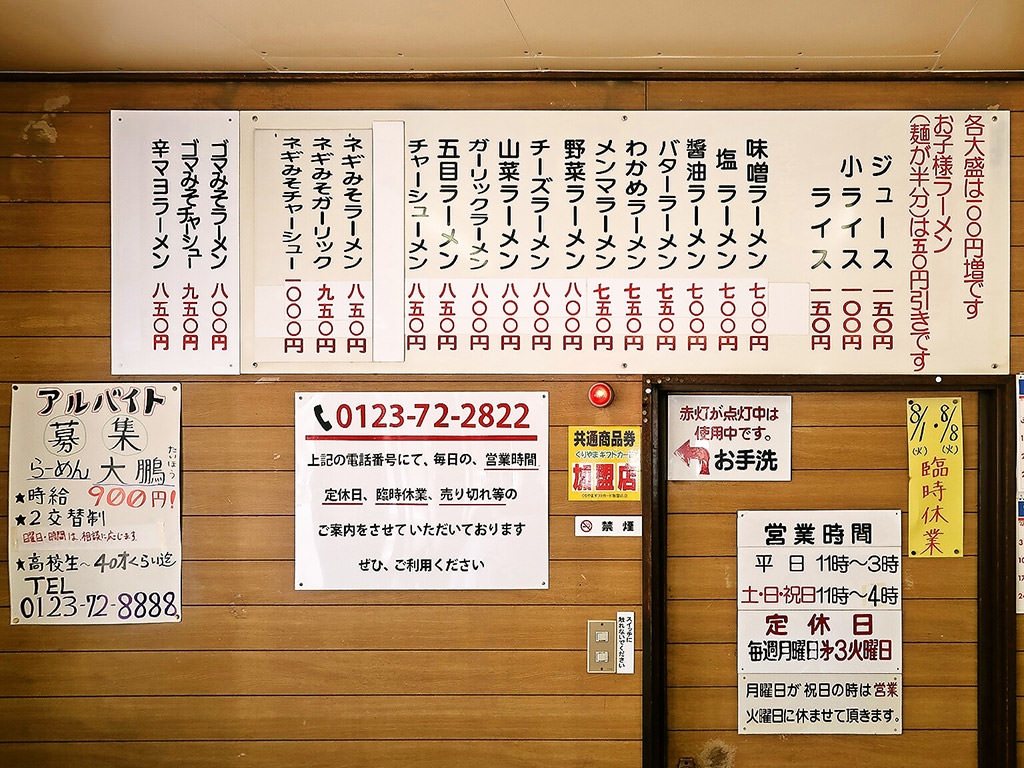 各大盛は一〇〇円増です
お子様ラーメン
(麺が半分)は五〇円引きです
ジュース 一五〇円
小ライス 一〇〇円
ライス 一五〇円
味噌ラーメン 七〇〇円
塩ラーメン 七〇〇円
醤油ラーメン 七〇〇円
バターラーメン 七五〇円
わかめラーメン 七五〇円
メンマラーメン 七五〇円
野菜ラーメン 八〇〇円
チーズラーメン 八〇〇円
山菜ラーメン 八〇〇円
ガーリックラーメン 八〇〇円
五目ラーメン 八五〇円
チャーシューメン 八五〇円
ネギみそラーメン 八五〇円
ネギみそガーリック 九五〇円
ネギみそチャーシュー 一〇〇〇円
ゴマみそラーメン 八〇〇円
ゴマみそチャシュー 九五〇円
辛マヨラーメン 八五〇円
アルバイト
募集
らーめん 大鵬
たいほう
★時給 900円!
★2交替制
曜日・時間は、相談に応じます
★高校生～40才くらい迄
TEL
0123-72-8888
0123-72-2822
上記の電話番号にて、毎日の、営業時間
定休日、臨時休業、売り切れ等の
ご案内をさせていただいております
ぜひ、ご利用ください
共通商品券
くりやまギフトカード
加盟店
禁煙
スイッチに
触れないでください
赤灯が点灯中は
使用中です。
お手洗
8/1・8/8
(火) (火)
臨時休業
営業時間
平日 11時～3時
土・日・祝日11時～4時
定休日
毎週月曜日・第3火曜日
月曜日が祝日の時は営業
火曜日に休ませて頂きます。